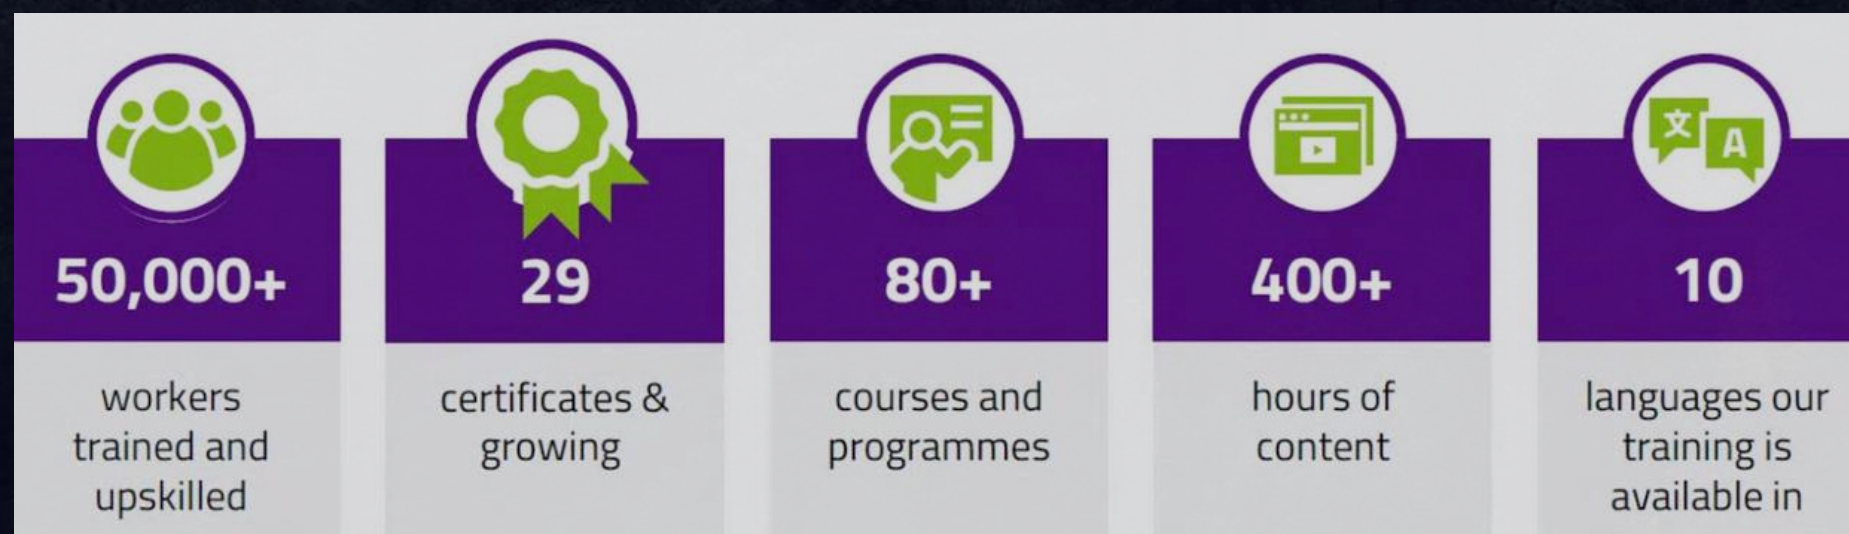 文 A
50,000+
workers
trained and
upskilled
29
certificates &
growing
80+
courses and
programmes
400+
hours of
content
10
languages our
training is
available in